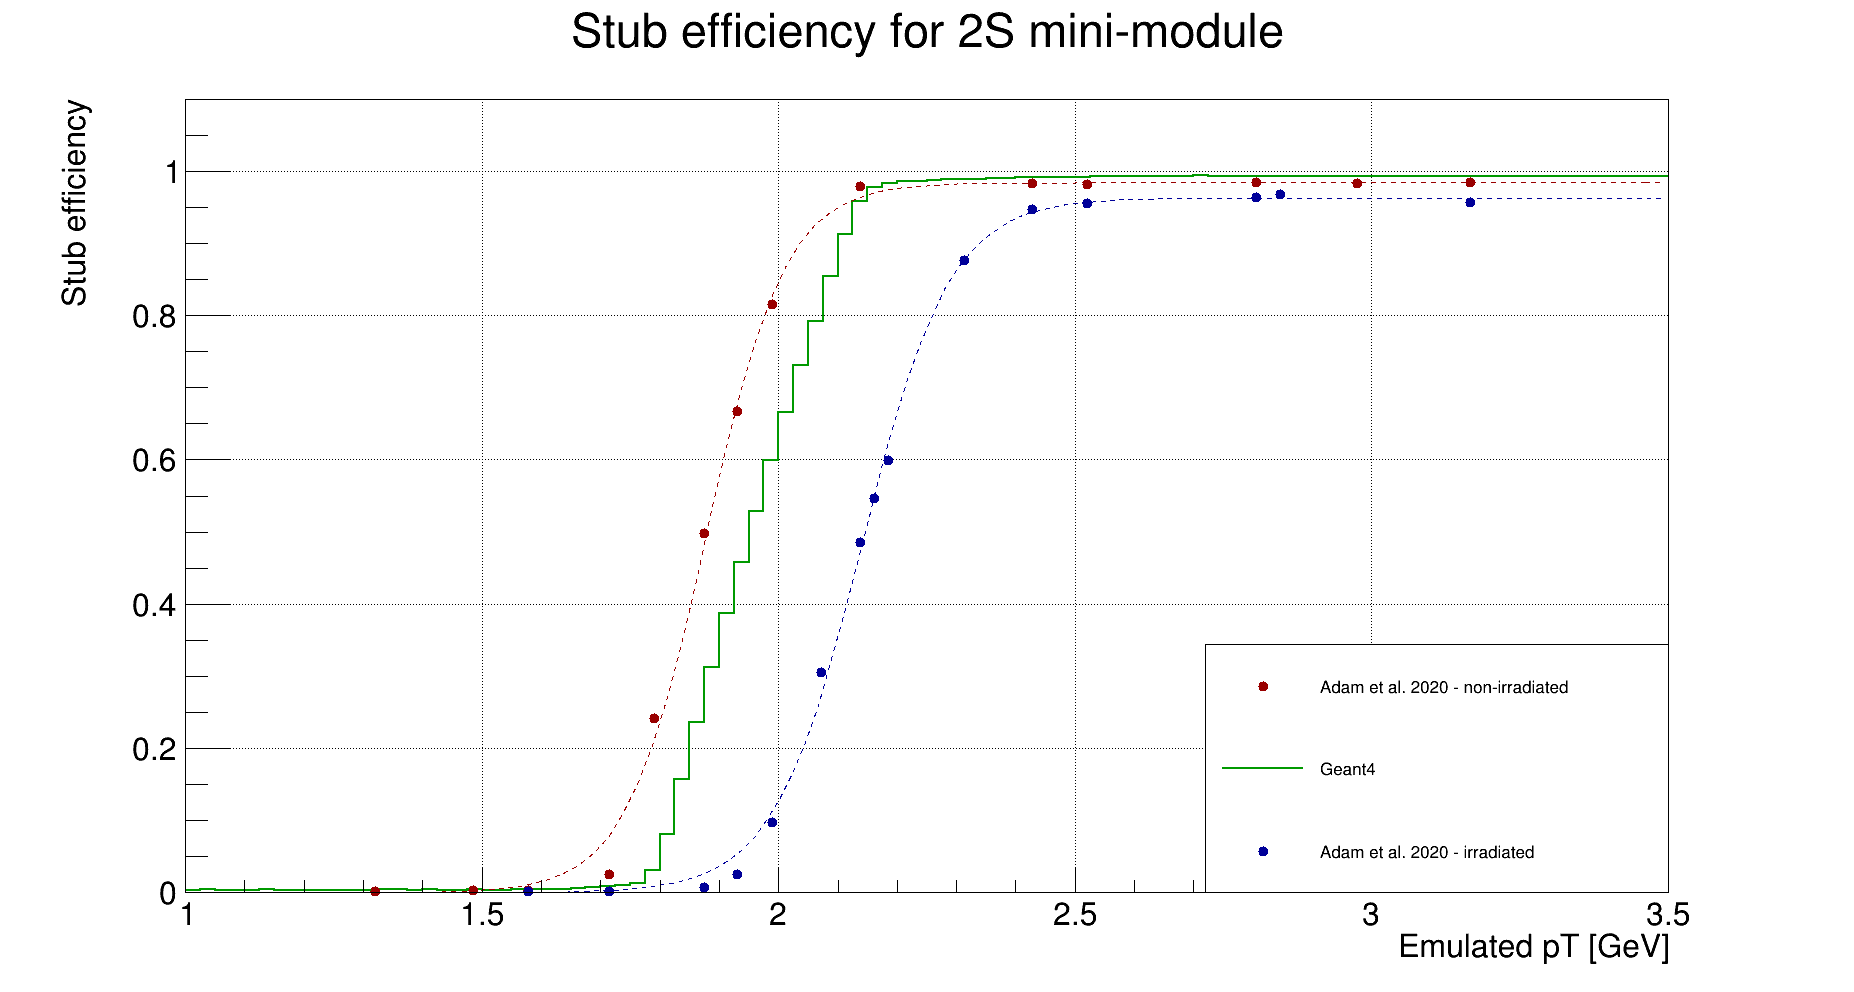 Stub efficiency for 2S mini-module
Stub efficiency
1
0.8
0.6
0.4
0.2
0
1 1.5 2 2.5 3 3.5
Emulated pT [GeV]
Adam et al. 2020 - non-irradiated
Geant4
Adam et al. 2020 - irradiated